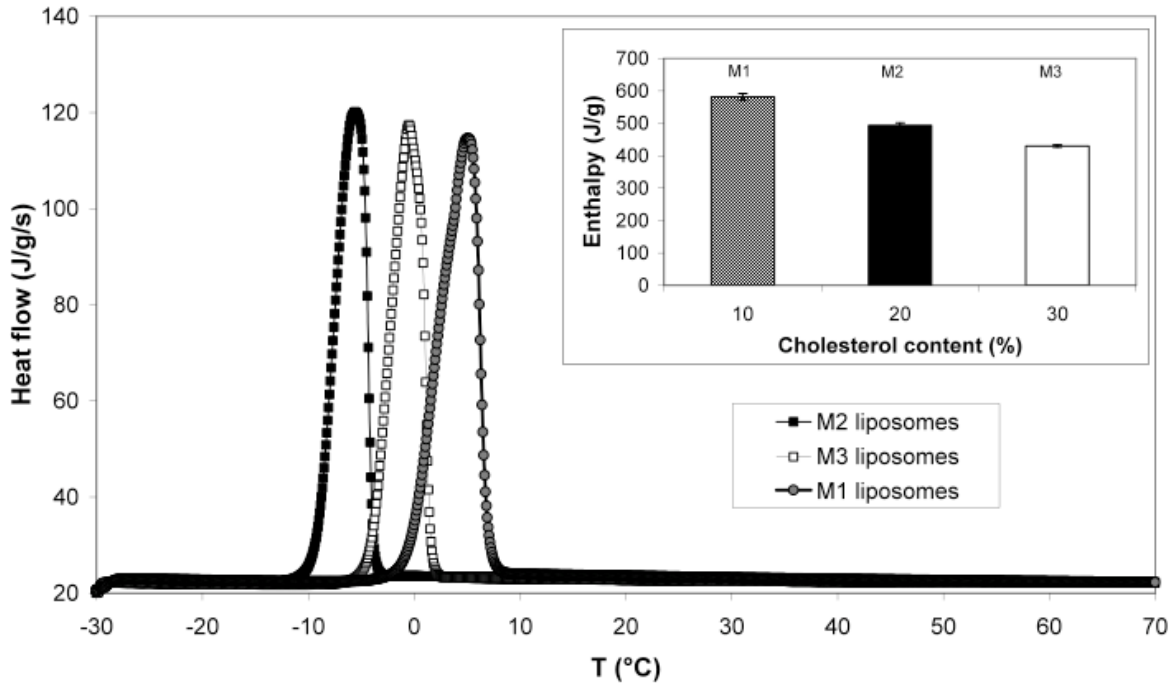 140
120
100
80
60
40
20
Heat flow (J/g/s)
-30 -20 -10 0 10 20 30 40 50 60 70
T (°C)
700
600
500
400
300
200
100
0
Enthalpy (J/g)
M1 M2 M3
10 20 30
Cholesterol content (%)
M2 liposomes
M3 liposomes
M1 liposomes